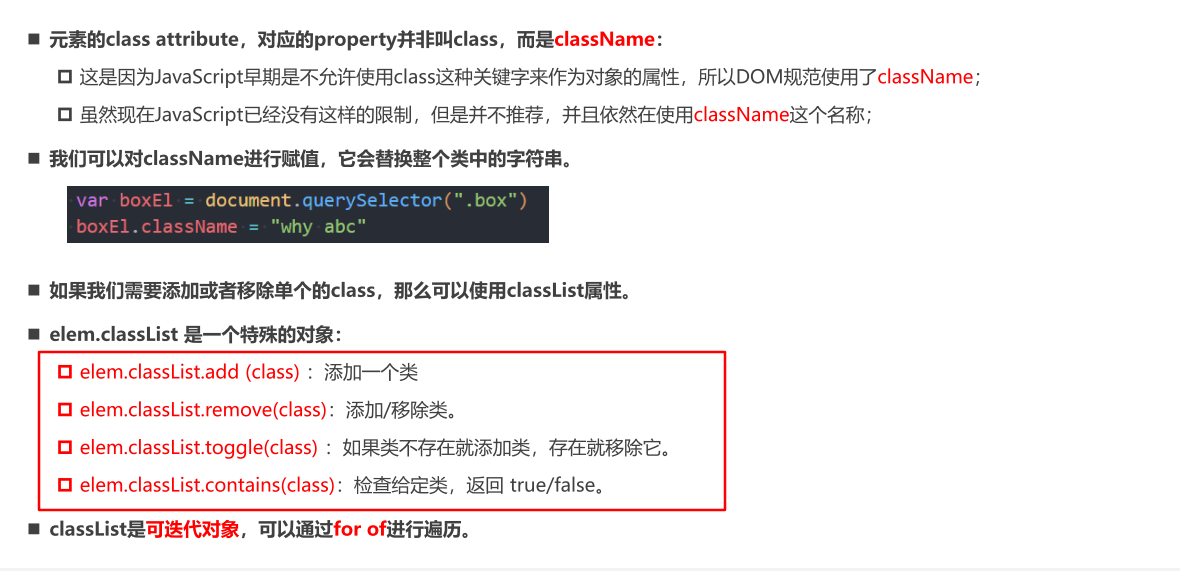 元素的class attribute，对应的property并非叫class，而是className：
这是因为JavaScript早期是不允许使用class这种关键字来作为对象的属性，所以DOM规范使用了className；
虽然现在JavaScript已经没有这样的限制，但是并不推荐，并且依然在使用className这个名称；
我们可以对className进行赋值，它会替换整个类中的字符串。
var boxEl = document.querySelector(".box")
boxEl.className = "why abc"
如果我们需要添加或者移除单个的class，那么可以使用classList属性。
elem.classList 是一个特殊的对象：
elem.classList.add (class) ：添加一个类
elem.classList.remove(class)：添加/移除类。
elem.classList.toggle(class) ：如果类不存在就添加类，存在就移除它。
elem.classList.contains(class)：检查给定类，返回 true/false。
classList是可迭代对象，可以通过for of进行遍历。